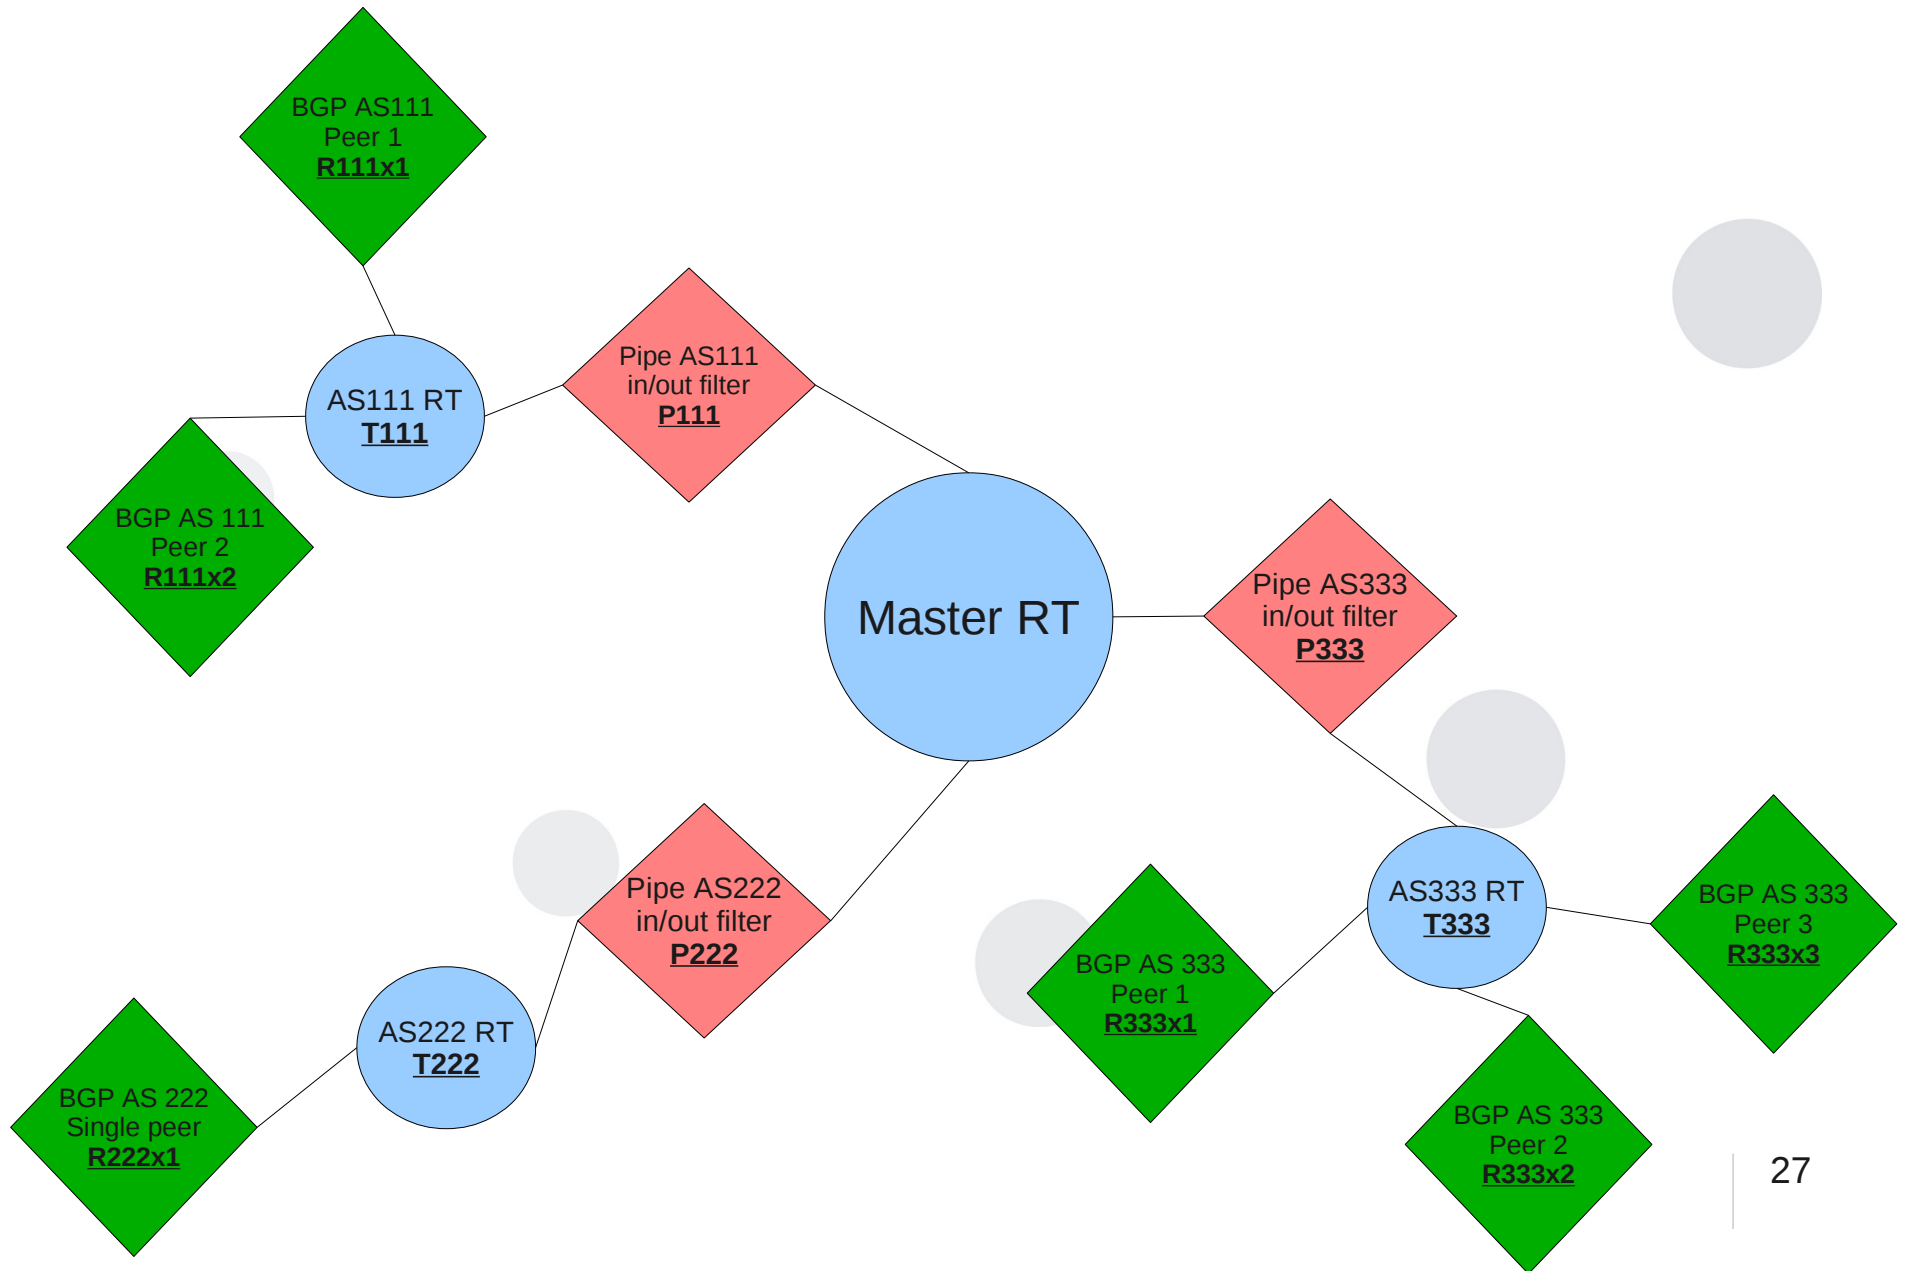 BGP AS111
Peer 1
R111x1
Pipe AS111
in/out filter
P111
AS111 RT
T111
BGP AS 111
Peer 2
R111x2
Master RT
Pipe AS333
in/out filter
P333
Pipe AS222
in/out filter
P222
AS333 RT
T333
BGP AS 333
Peer 3
R333x3
BGP AS 333
Peer 1
R333x1
AS222 RT
T222
BGP AS 222
Single peer
R222x1
BGP AS 333
Peer 2
R333x2
27